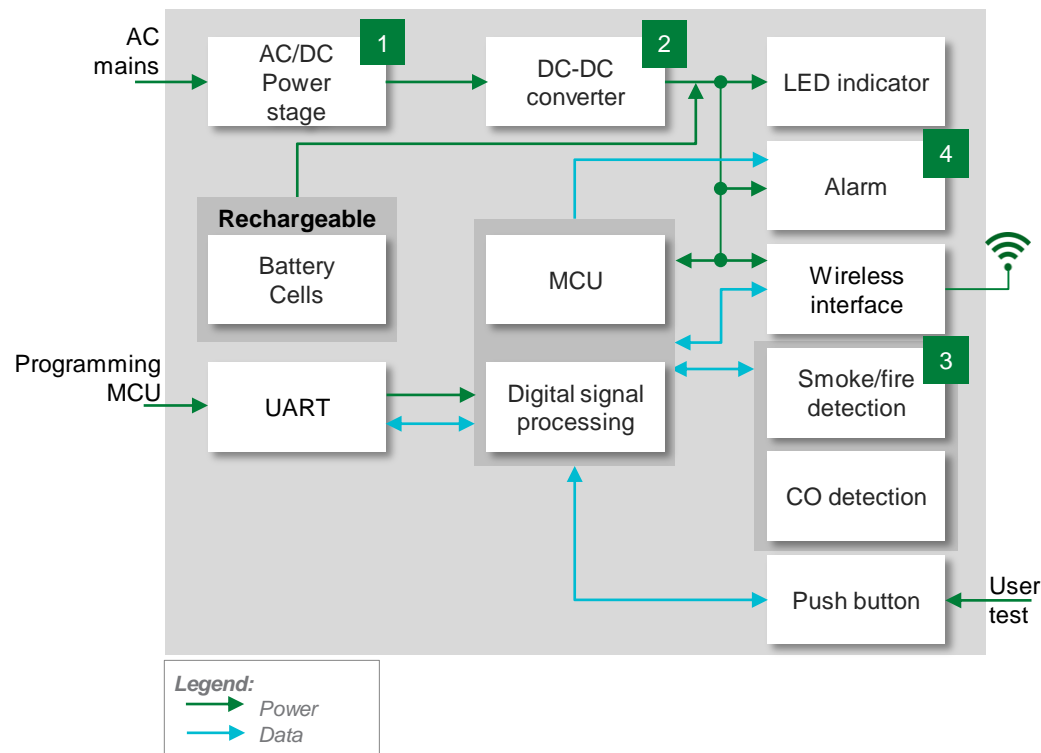 AC
mains
AC/DC
Power
stage
1
DC-DC
converter
2
LED indicator
Alarm
4
Rechargeable
Battery
Cells
MCU
Wireless
interface
Programming
MCU
UART
Digital signal
processing
Smoke/fire
detection
3
CO detection
Push button
User
test
Legend:
Power
Data